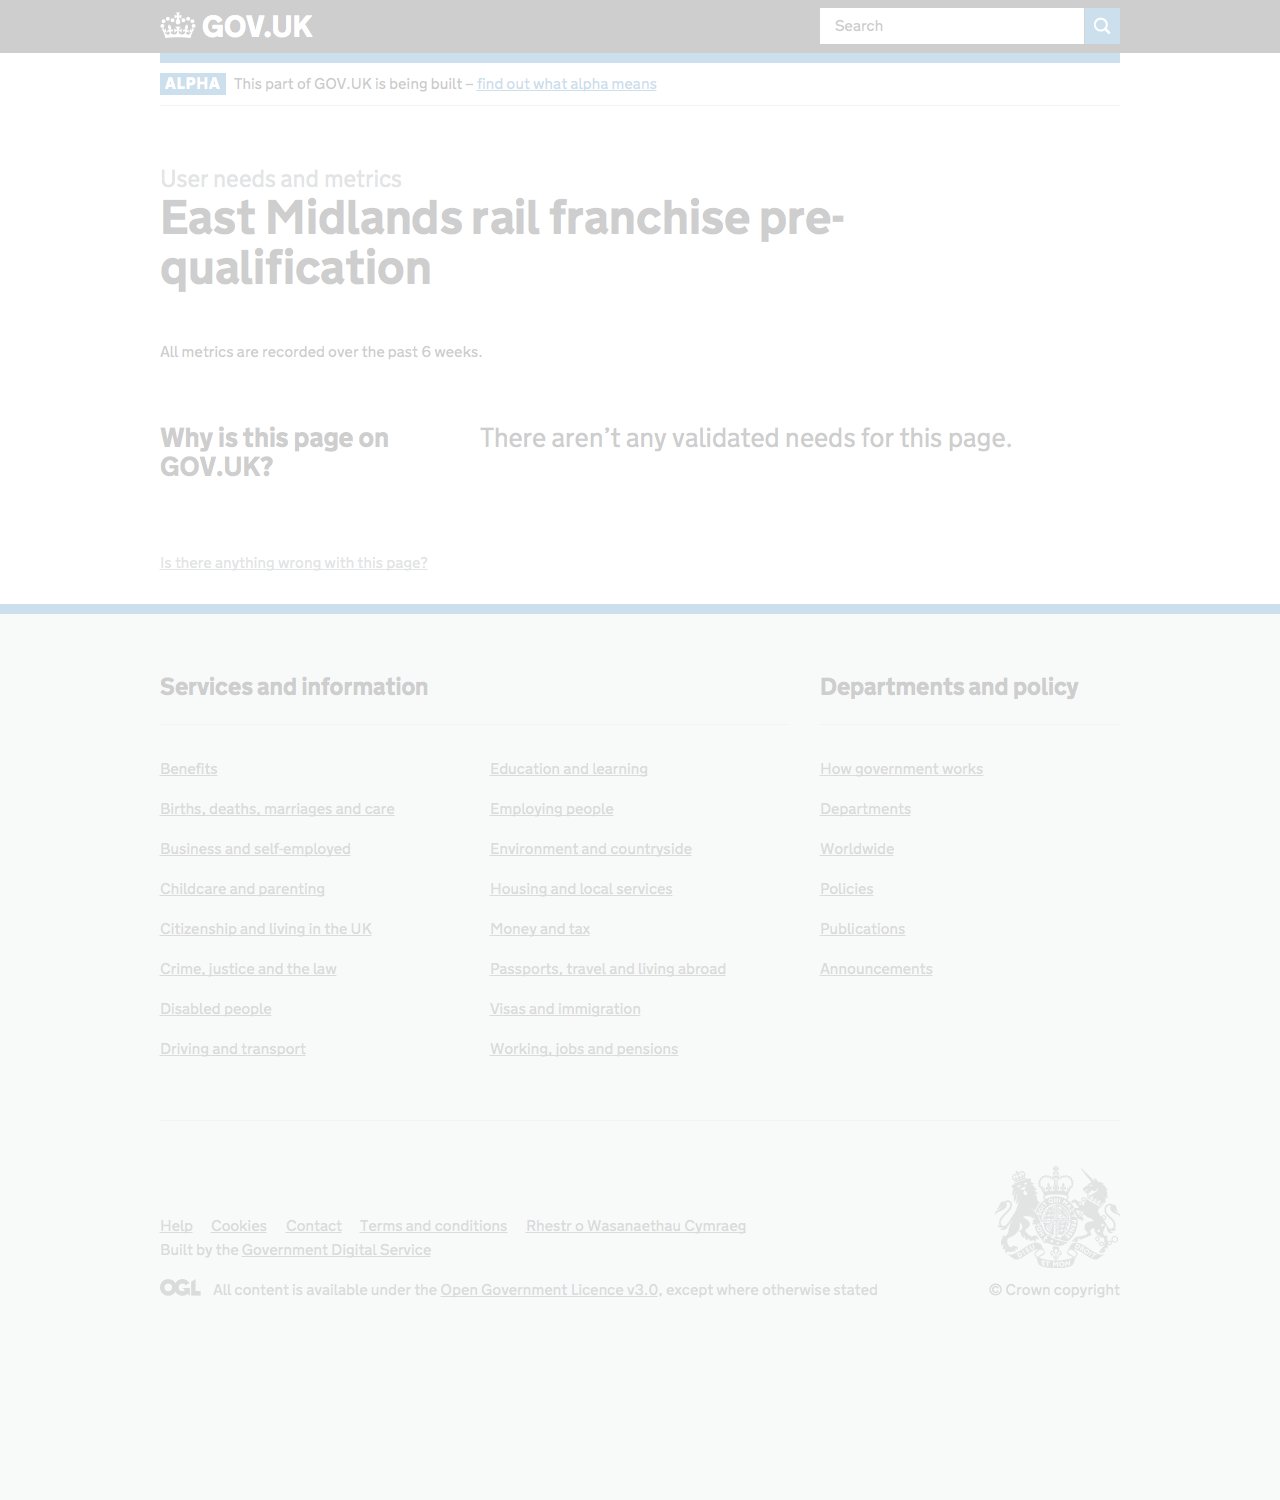 GOV.UK
Search
ALPHA This part of GOV.UK is being built – find out what alpha means
User needs and metrics
East Midlands rail franchise pre-
qualification
All metrics are recorded over the past 6 weeks.
Why is this page on
GOV.UK?
There aren’t any validated needs for this page.
Is there anything wrong with this page?
Services and information
Benefits
Births, deaths, marriages and care
Business and self-employed
Childcare and parenting
Citizenship and living in the UK
Crime, justice and the law
Disabled people
Driving and transport
Education and learning
Employing people
Environment and countryside
Housing and local services
Money and tax
Passports, travel and living abroad
Visas and immigration
Working, jobs and pensions
Departments and policy
How government works
Departments
Worldwide
Policies
Publications
Announcements
Help Cookies Contact Terms and conditions Rhestr o Wasanaethau Cymraeg
Built by the Government Digital Service
OGL All content is available under the Open Government Licence v3.0, except where otherwise stated
© Crown copyright